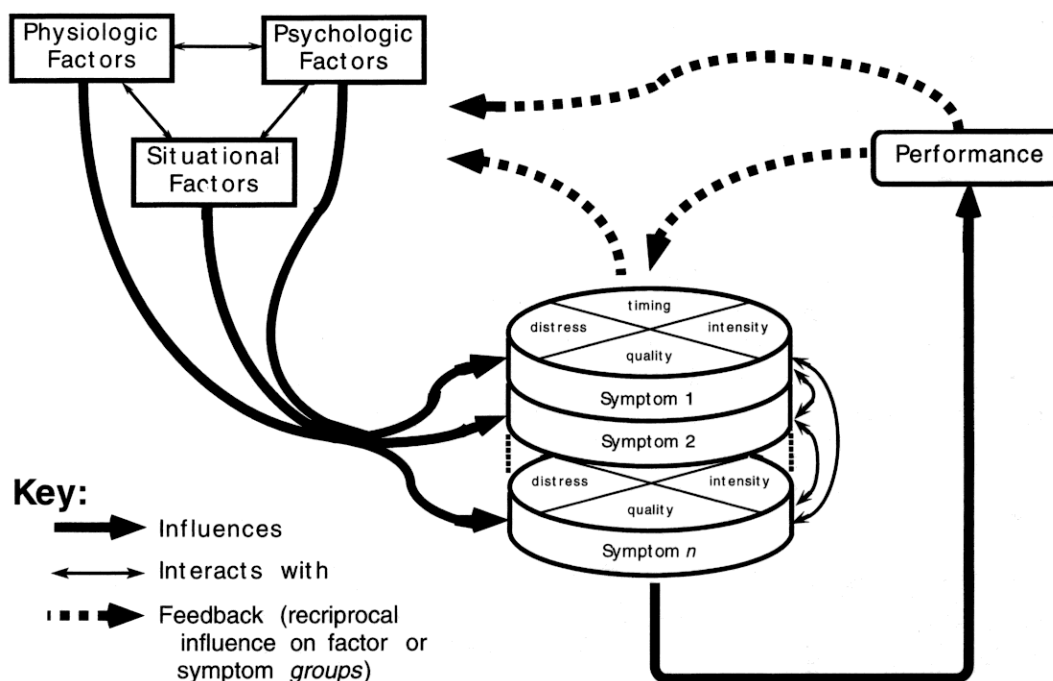 Physiologic
Factors
Psychologic
Factors
Situational
Factors
Performance
timing
distress
intensity
quality
Symptom 1
Symptom 2
distress
intensity
quality
Symptom n
Key:
Influences
Interacts with
Feedback (recriprocal
influence on factor or
symptom groups)